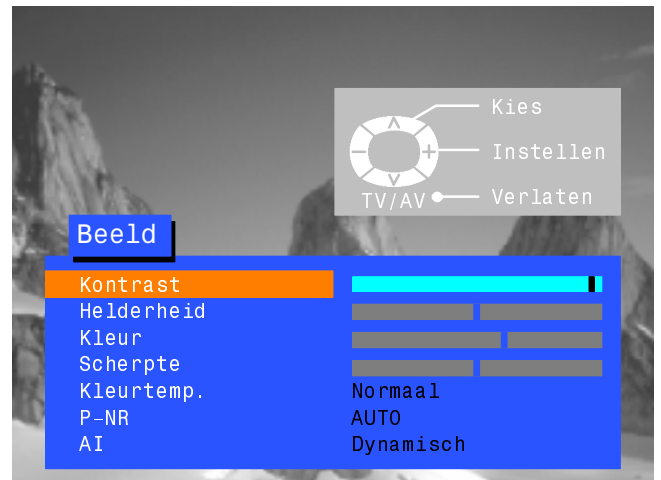 Kies
Instellen
TV/AV Verlaten
Beeld
Kontrast
Helderheid
Kleur
Scherpte
Kleurtemp. Normaal
P-NR AUTO
AI Dynamisch